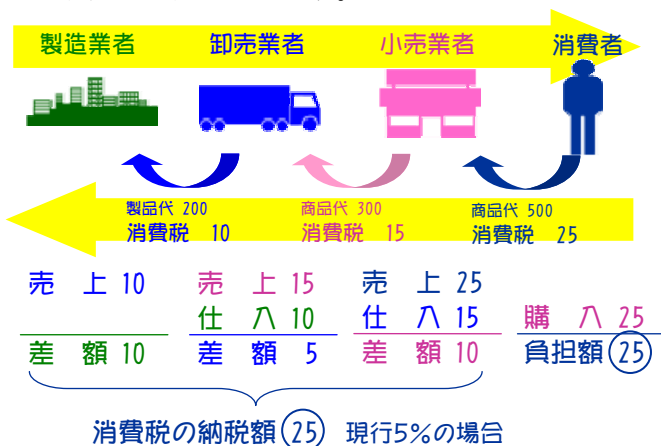 製造業者 卸売業者 小売業者 消費者
製品代 200 商品代 300 商品代 500
消費税 10 消費税 15 消費税 25
売 上 10 売 上 15 売 上 25
仕 入 10 仕 入 15 購 入 25
差 額 10 差 額 5 差 額 10 負担額 25
消費税の納税額 25 現行5%の場合